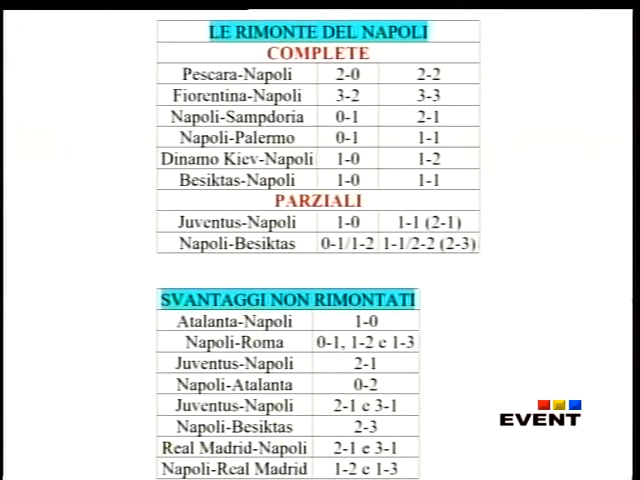 LE RIMONTE DEL NAPOLI
COMPLETE
Pescara-Napoli 2-0 2-2
Fiorentina-Napoli 3-2 3-3
Napoli-Sampdoria 0-1 2-1
Napoli-Palermo 0-1 1-1
Dinamo Kiev-Napoli 1-0 1-2
Besiktas-Napoli 1-0 1-1
PARZIALI
Juventus-Napoli 1-0 1-1 (2-1)
Napoli-Besiktas 0-1/1-2 1-1/2-2 (2-3)
SVANTAGGI NON RIMONTATI
Atalanta-Napoli 1-0
Napoli-Roma 0-1, 1-2 e 1-3
Juventus-Napoli 2-1
Napoli-Atalanta 0-2
Juventus-Napoli 2-1 e 3-1
Napoli-Besiktas 2-3
Real Madrid-Napoli 2-1 e 3-1
Napoli-Real Madrid 1-2 e 1-3
EVENT